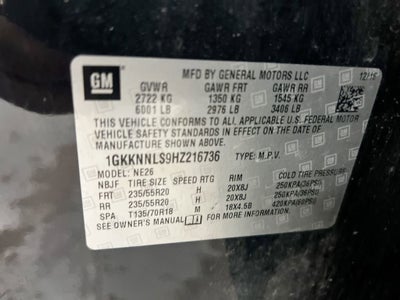 GM
MFD BY GENERAL MOTORS LLC 12/16
GVWR GAWR FRT GAWR RR
2722 KG 1350 KG 1545 KG
6001 LB 2976 LB 3406 LB
THIS VEHICLE CONFORMS TO ALL APPLICABLE U.S. FEDERAL MOTOR
VEHICLE SAFETY STANDARDS IN EFFECT ON THE DATE OF
MANUFACTURE SHOWN ABOVE.
1GKKNNLS9HZ216736 TYPE: M.P.V.
MODEL: NE26
NBJF TIRE SIZE SPEED RTG RIM COLD TIRE PRESSURE
FRT 235/55R20 H 20X8J 250KPA(36PSI)
RR 235/55R20 H 20X8J 250KPA(36PSI)
SPA T135/70R18 M 18X4.5B 420KPA(60PSI)
SEE OWNER'S MANUAL FOR MORE INFORMATION.